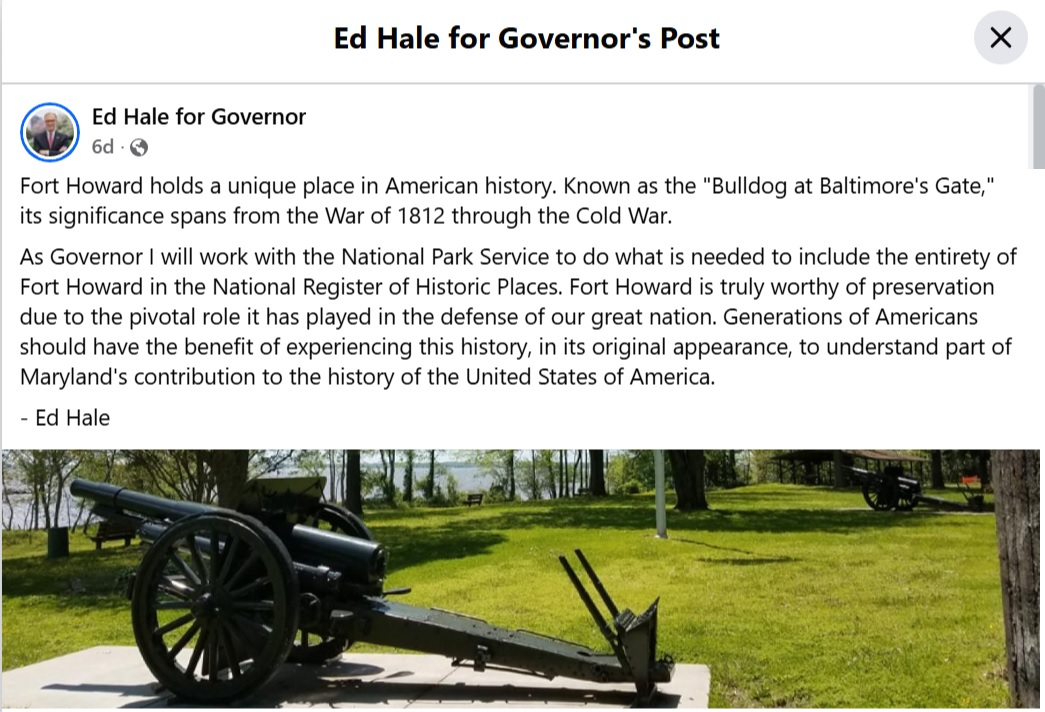 Ed Hale for Governor's Post
Ed Hale for Governor
6d ·
Fort Howard holds a unique place in American history. Known as the "Bulldog at Baltimore's Gate,"
its significance spans from the War of 1812 through the Cold War.
As Governor I will work with the National Park Service to do what is needed to include the entirety of
Fort Howard in the National Register of Historic Places. Fort Howard is truly worthy of preservation
due to the pivotal role it has played in the defense of our great nation. Generations of Americans
should have the benefit of experiencing this history, in its original appearance, to understand part of
Maryland's contribution to the history of the United States of America.
- Ed Hale